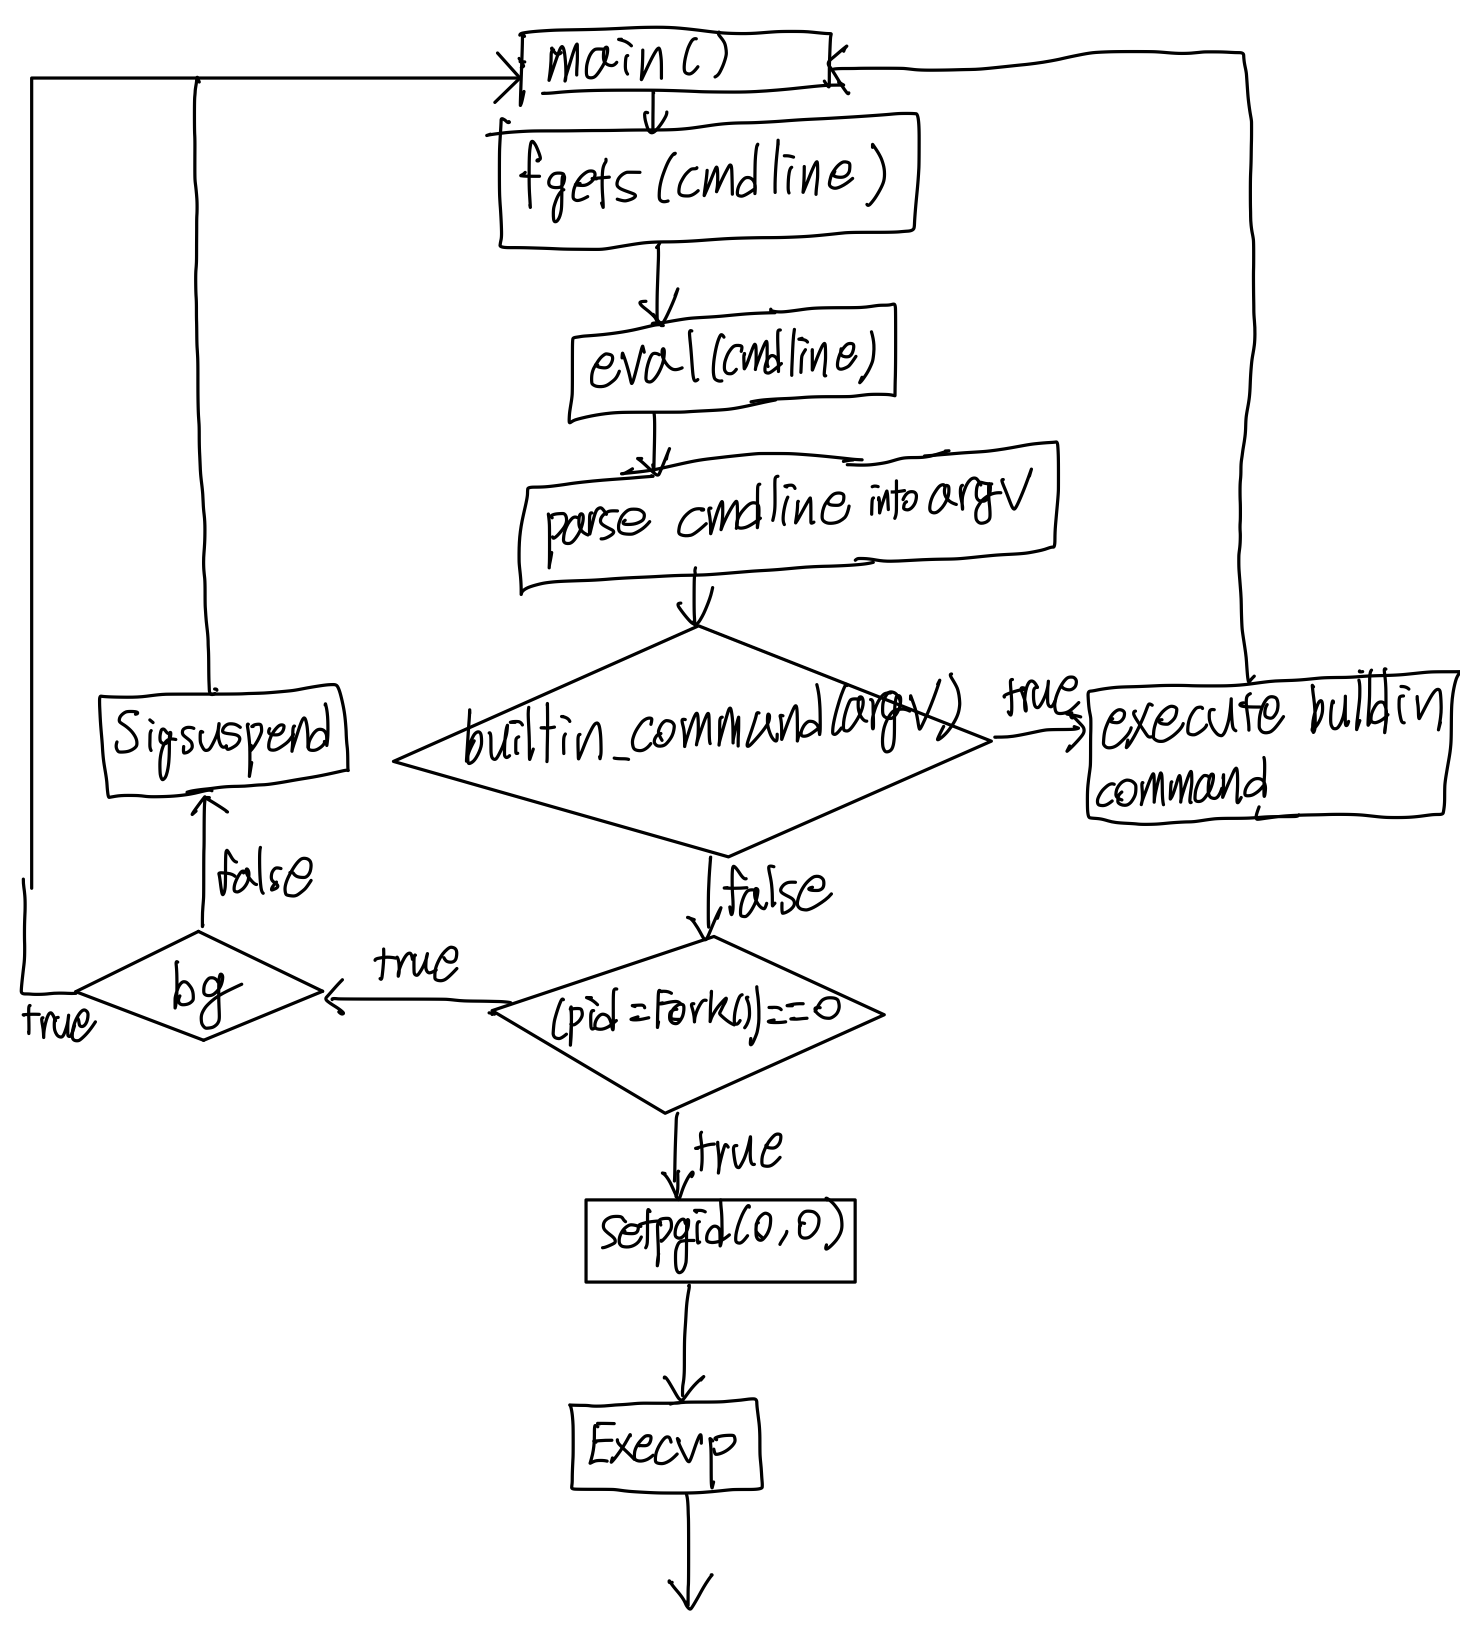 main()
fgets(cmdline)
eval(cmdline)
parse cmdline into argv
builtin_command(argv)
true
execute buildin
command
Sigsuspend
false
false
bg
true
true
(pid=Fork())==0
true
setpgid(0,0)
Execvp